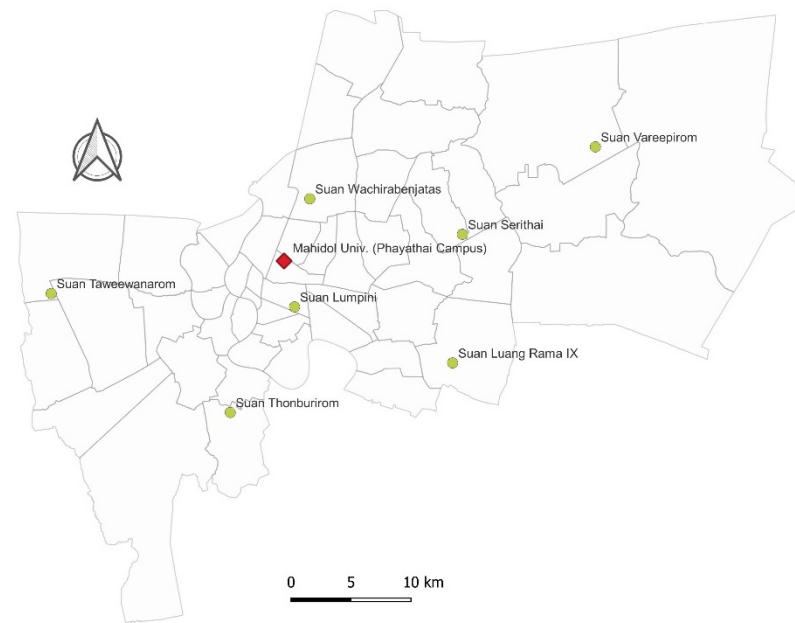 Suan Vareepirom
Suan Wachirabenjatas
Suan Serithai
Mahidol Univ. (Phayathai Campus)
Suan Taweewanarom
Suan Lumpini
Suan Luang Rama IX
Suan Thonburirom
0 5 10 km